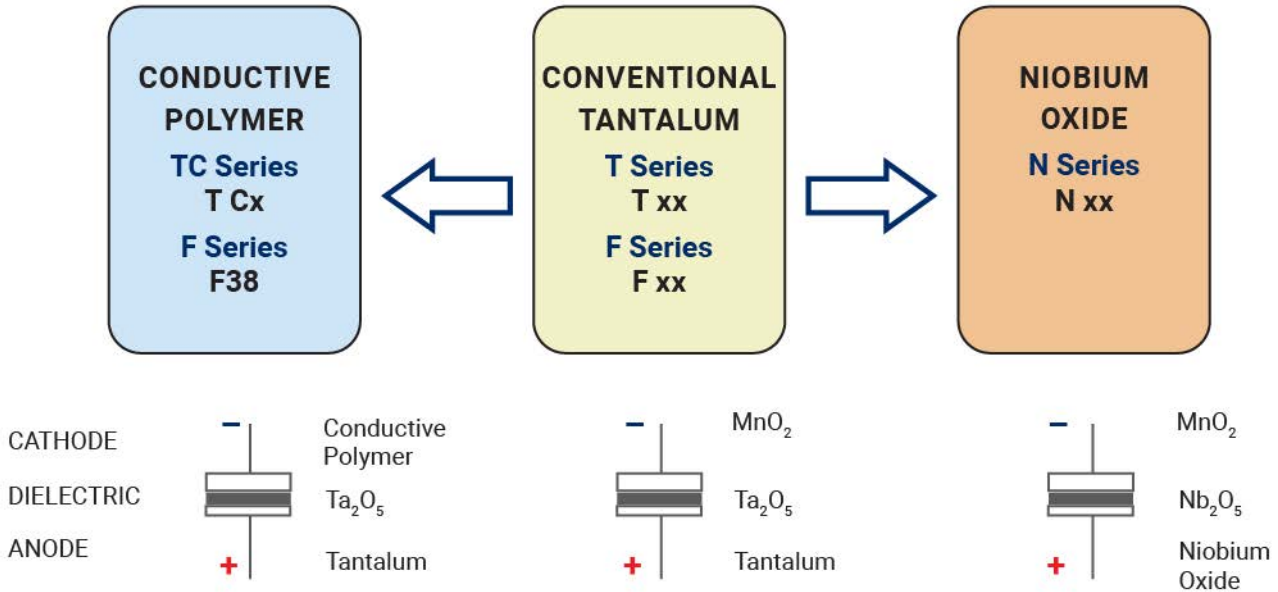 CONDUCTIVE
POLYMER
TC Series
T Cx
F Series
F38
CONVENTIONAL
TANTALUM
T Series
T xx
F Series
F xx
NIOBIUM
OXIDE
N Series
N xx
CATHODE
DIELECTRIC
ANODE
−
Conductive
Polymer
Ta₂O₅
+
Tantalum
−
MnO₂
Ta₂O₅
+
Tantalum
−
MnO₂
Nb₂O₅
+
Niobium
Oxide